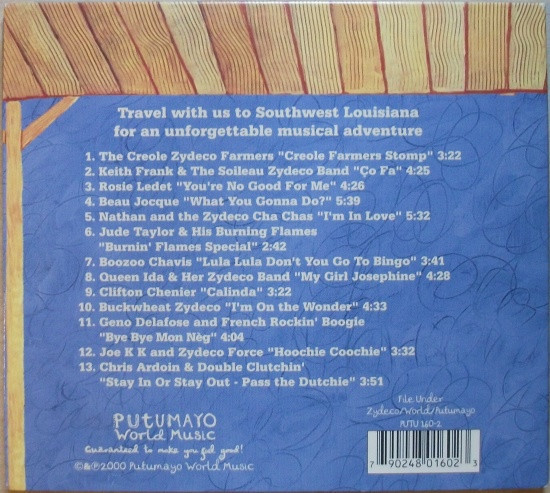 Travel with us to Southwest Louisiana
for an unforgettable musical adventure
1. The Creole Zydeco Farmers "Creole Farmers Stomp" 3:22
2. Keith Frank & The Soileau Zydeco Band "Ço Fa" 4:25
3. Rosie Ledet "You're No Good For Me" 4:26
4. Beau Jocque "What You Gonna Do?" 5:39
5. Nathan and the Zydeco Cha Chas "I'm In Love" 5:32
6. Jude Taylor & His Burning Flames
"Burnin' Flames Special" 2:42
7. Boozoo Chavis "Lula Lula Don't You Go To Bingo" 3:41
8. Queen Ida & Her Zydeco Band "My Girl Josephine" 4:28
9. Clifton Chenier "Calinda" 3:22
10. Buckwheat Zydeco "I'm On the Wonder" 4:33
11. Geno Delafose and French Rockin' Boogie
"Bye Bye Mon Nèg" 4:04
12. Joe K K and Zydeco Force "Hoochie Coochie" 3:32
13. Chris Ardoin & Double Clutchin'
"Stay In Or Stay Out - Pass the Dutchie" 3:51
PUTUMAYO
World Music
Guaranteed to make you feel good!
©&℗2000 Putumayo World Music
File Under
Zydeco/World/Putumayo
PUTU 160-2
7 90248 01602 3